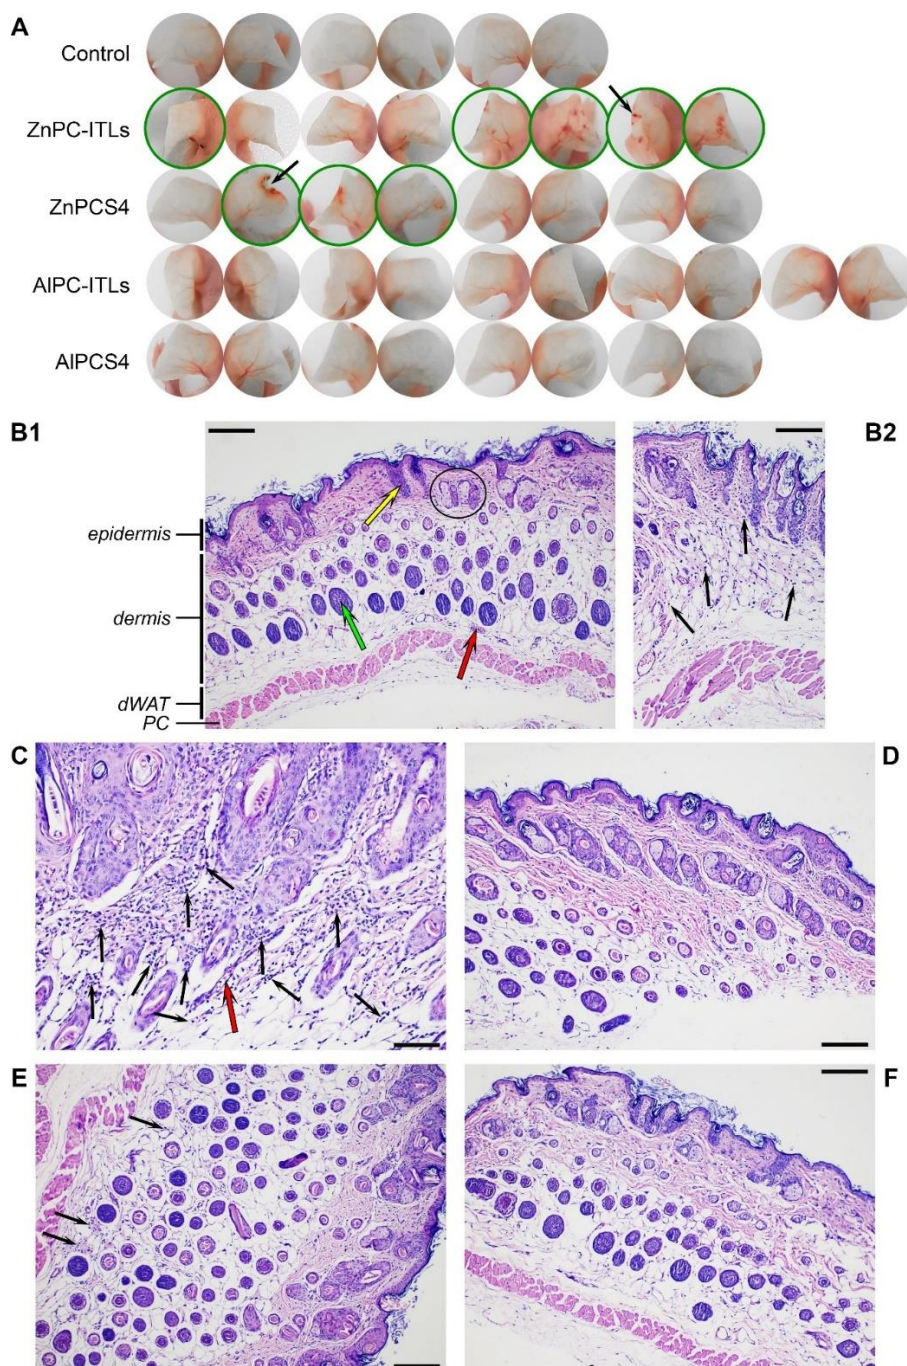 A
Control
ZnPC-ITLs
ZnPCS4
AlPC-ITLs
AlPCS4
B1
B2
epidermis
dermis
dWAT
PC
C
D
E
F